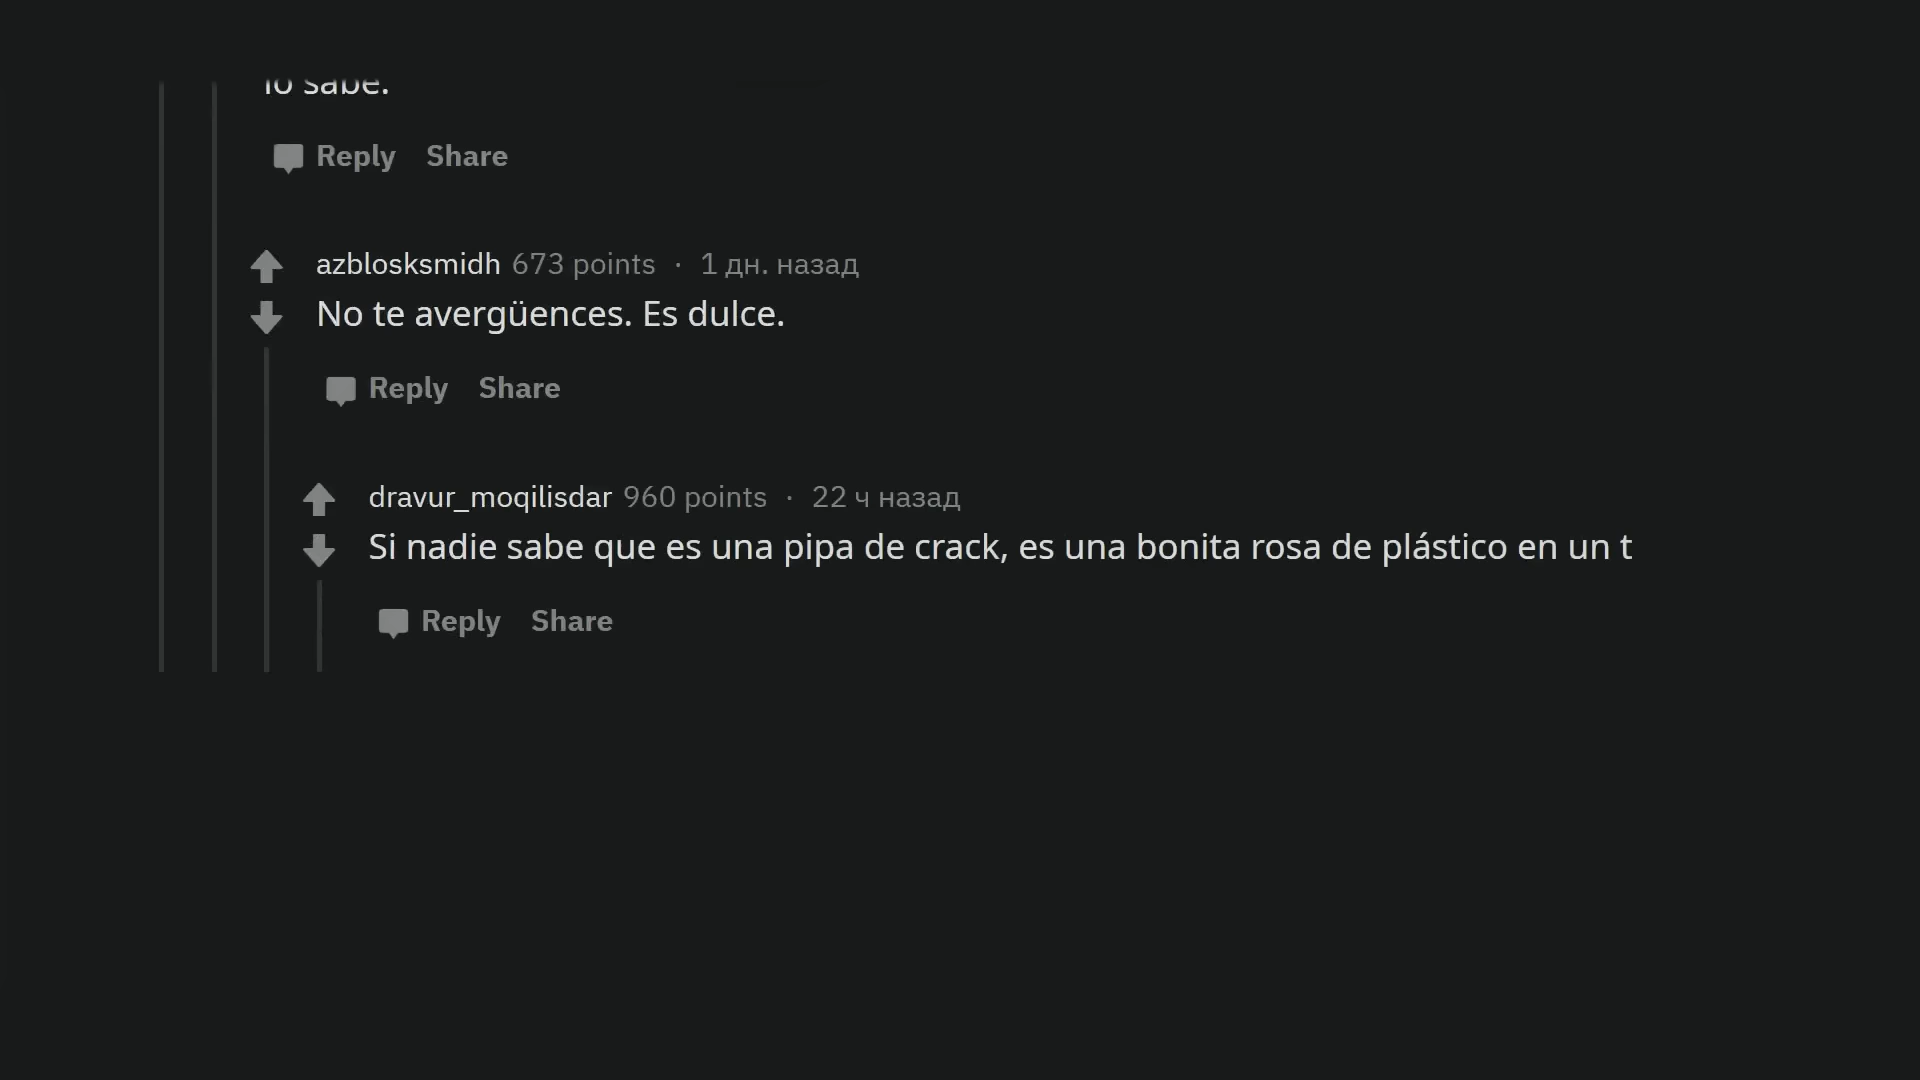 lo sabe.
Reply Share
azblosksmidh 673 points · 1 дн. назад
No te avergüences. Es dulce.
Reply Share
dravur_moqilisdar 960 points · 22 ч назад
Si nadie sabe que es una pipa de crack, es una bonita rosa de plástico en un t
Reply Share